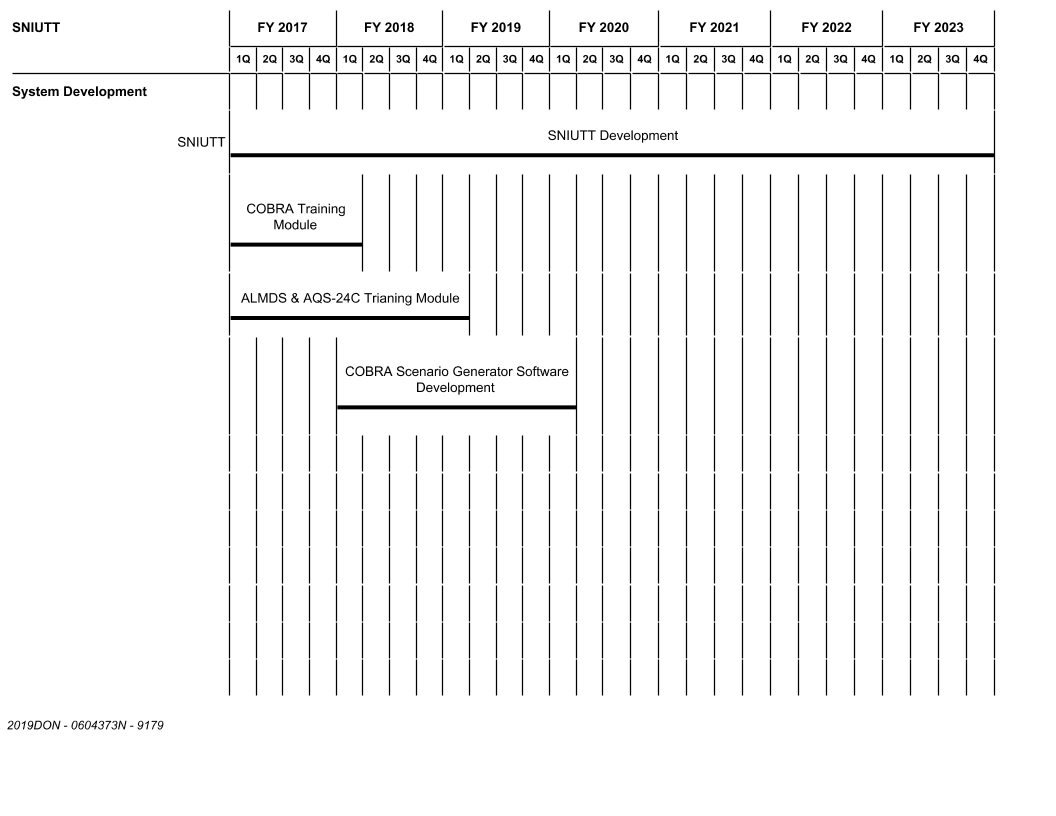 SNIUTT FY 2017 FY 2018 FY 2019 FY 2020 FY 2021 FY 2022 FY 2023
1Q 2Q 3Q 4Q 1Q 2Q 3Q 4Q 1Q 2Q 3Q 4Q 1Q 2Q 3Q 4Q 1Q 2Q 3Q 4Q 1Q 2Q 3Q 4Q 1Q 2Q 3Q 4Q
System Development
SNIUTT SNIUTT Development
COBRA Training
Module
ALMDS & AQS-24C Trianing Module
COBRA Scenario Generator Software
Development
2019DON - 0604373N - 9179